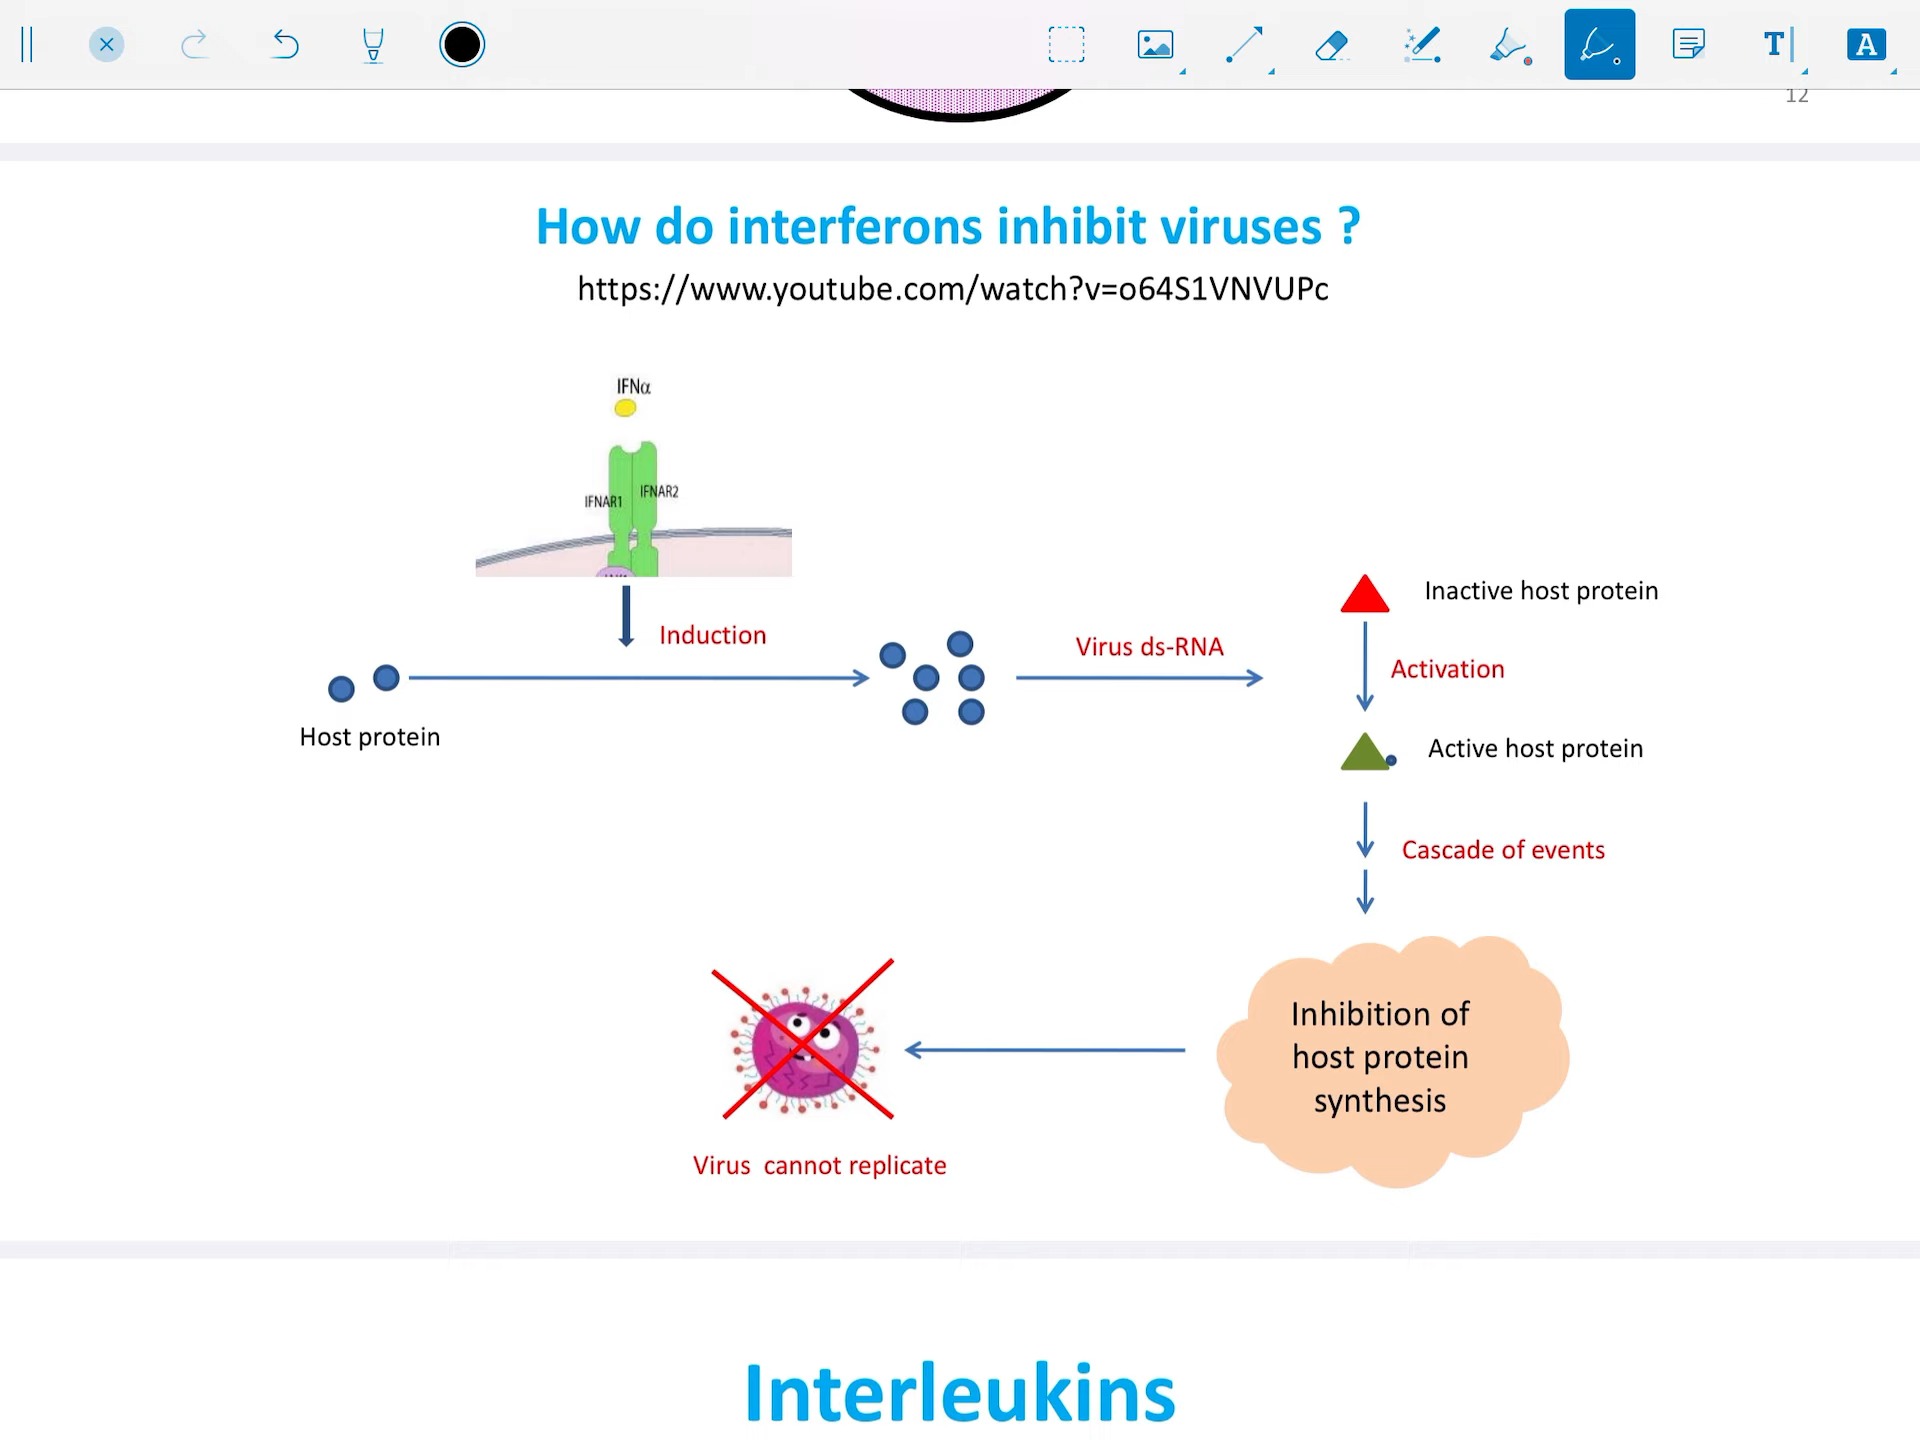 T
A
12
How do interferons inhibit viruses ?
https://www.youtube.com/watch?v=o64S1VNVUPc
IFNα
IFNAR1
IFNAR2
Induction
Virus ds-RNA
Host protein
Inactive host protein
Activation
Active host protein
Cascade of events
Inhibition of
host protein
synthesis
Virus cannot replicate
Interleukins